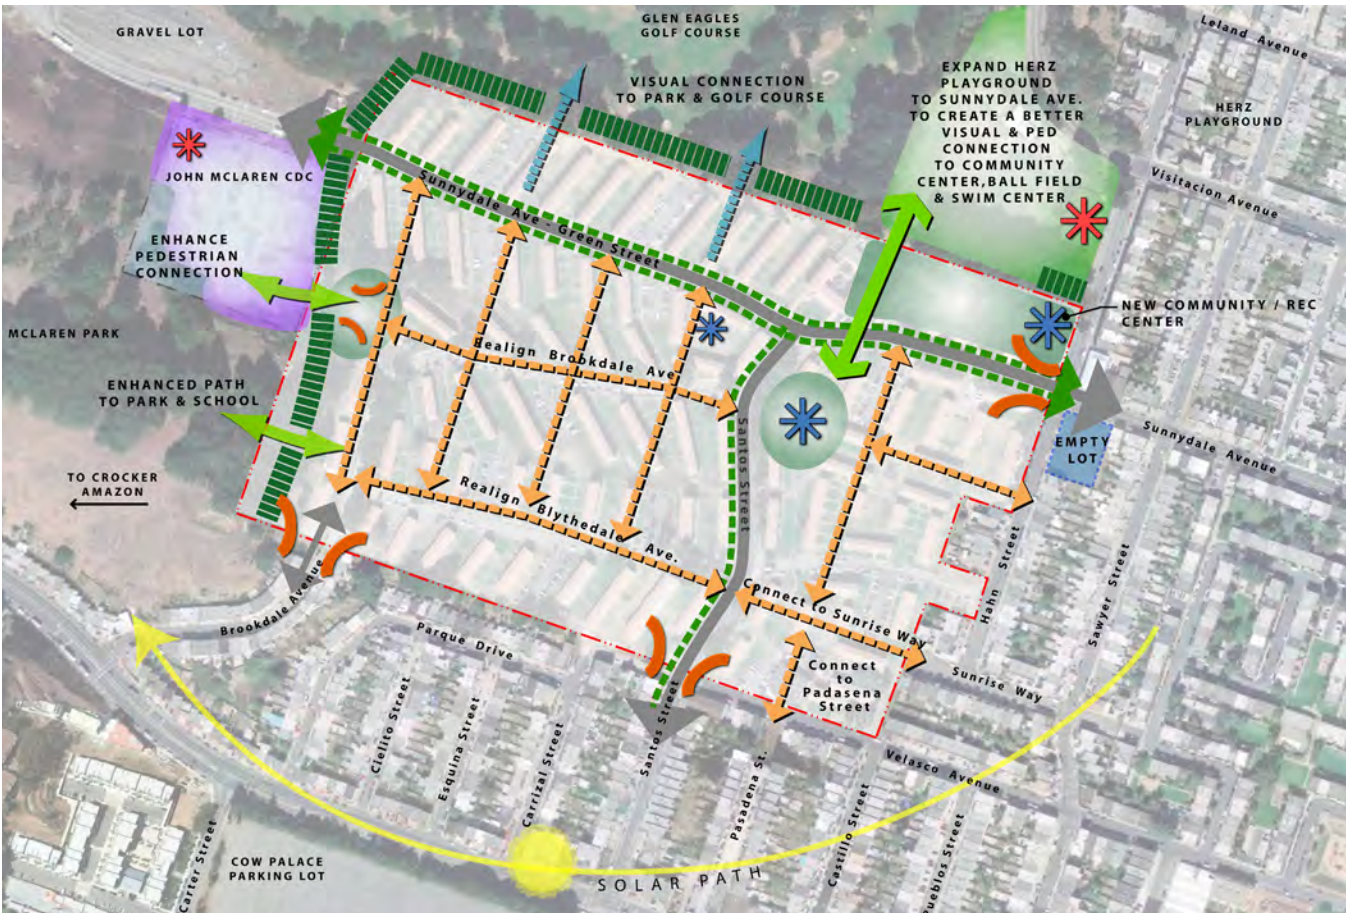 GRAVEL LOT
GLEN EAGLES
GOLF COURSE
Leland Avenue
VISUAL CONNECTION
TO PARK & GOLF COURSE
EXPAND HERZ
PLAYGROUND
TO SUNNYDALE AVE.
TO CREATE A BETTER
VISUAL & PED
CONNECTION
TO COMMUNITY
CENTER,BALL FIELD
& SWIM CENTER
HERZ
PLAYGROUND
JOHN MCLAREN CDC
Visitacion Avenue
Sunnydale Ave - Green Street
ENHANCE
PEDESTRIAN
CONNECTION
NEW COMMUNITY / REC
CENTER
MCLAREN PARK
Realign Brookdale Ave.
ENHANCED PATH
TO PARK & SCHOOL
Santos Street
EMPTY
LOT
Sunnydale Avenue
TO CROCKER
AMAZON
Realign Blythedale Ave.
Hahn Street
Sawyer Street
Brookdale Avenue
Connect to Sunrise Way
Parque Drive
Connect
to
Padasena
Street
Sunrise Way
Cielito Street
Esquina Street
Carrizal Street
Santos Street
Pasadena St.
Velasco Avenue
Castillo Street
Pueblos Street
Carter Street
COW PALACE
PARKING LOT
SOLAR PATH